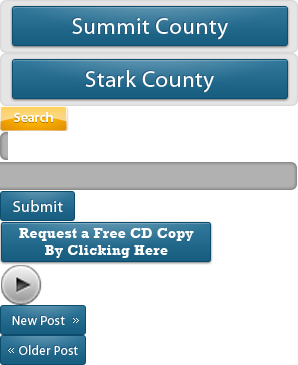 Summit County
Stark County
Search
Submit
Request a Free CD Copy
By Clicking Here
New Post »
« Older Post